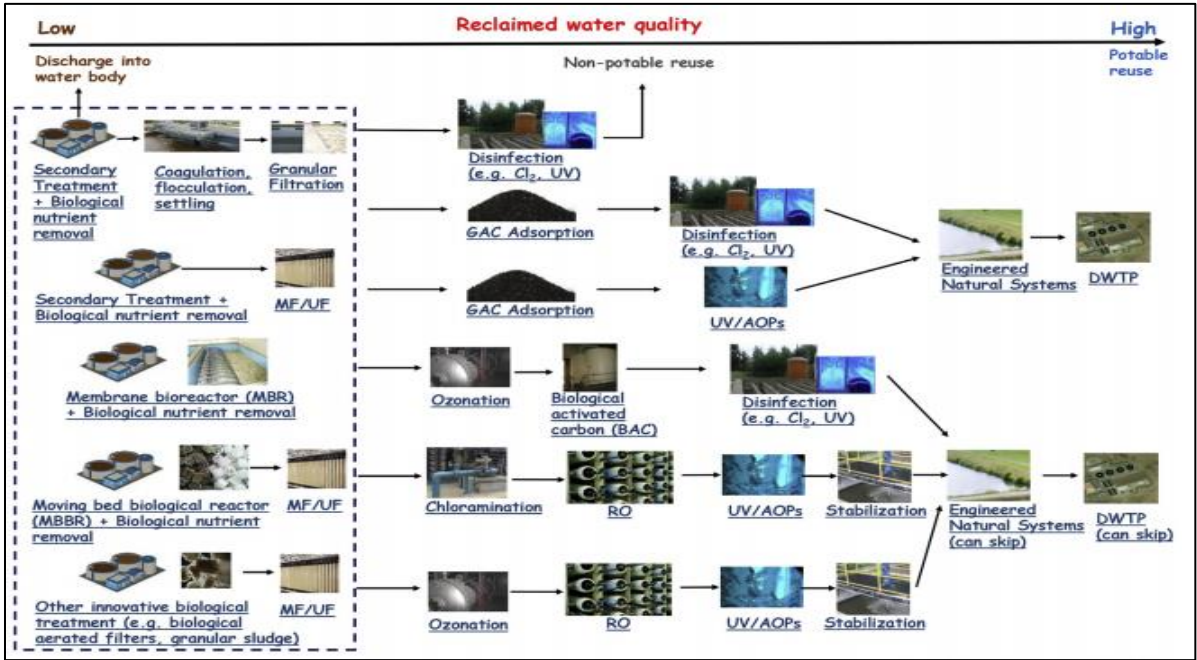 Low
Reclaimed water quality
High
Discharge into
water body
Non-potable reuse
Potable
reuse
Secondary
Treatment
+ Biological
nutrient
removal
Coagulation,
flocculation,
settling
Granular
Filtration
Disinfection
(e.g. Cl₂, UV)
GAC Adsorption
Disinfection
(e.g. Cl₂, UV)
Engineered
Natural Systems
DWTP
Secondary Treatment +
Biological nutrient removal
MF/UF
GAC Adsorption
UV/AOPs
Membrane bioreactor (MBR)
+ Biological nutrient removal
Ozonation
Biological
activated
carbon (BAC)
Disinfection
(e.g. Cl₂, UV)
Moving bed biological reactor
(MBBR) + Biological nutrient
removal
MF/UF
Chloramination
RO
UV/AOPs
Stabilization
Engineered
Natural Systems
(can skip)
DWTP
(can skip)
Other innovative biological
treatment (e.g. biological
aerated filters, granular sludge)
MF/UF
Ozonation
RO
UV/AOPs
Stabilization